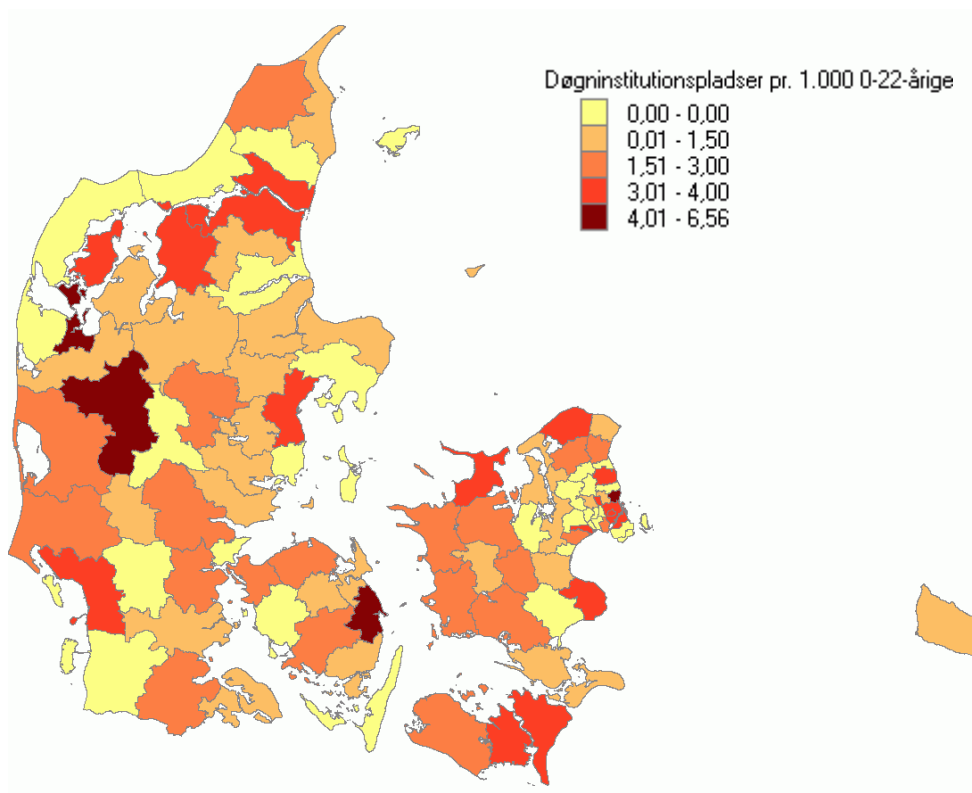 Døgninstitutionspladser pr. 1.000 0-22-årige
0,00 - 0,00
0,01 - 1,50
1,51 - 3,00
3,01 - 4,00
4,01 - 6,56